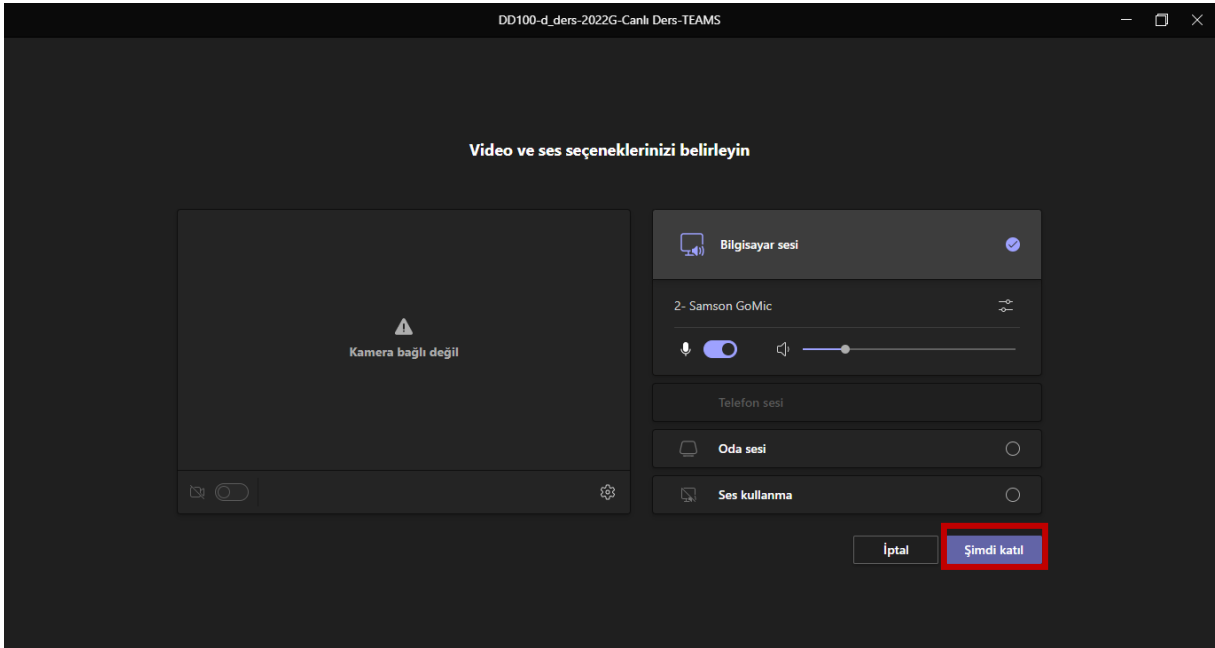 DD100-d_ders-2022G-Canlı Ders-TEAMS
Video ve ses seçeneklerinizi belirleyin
Kamera bağlı değil
Bilgisayar sesi
2- Samson GoMic
Telefon sesi
Oda sesi
Ses kullanma
İptal
Şimdi katıl